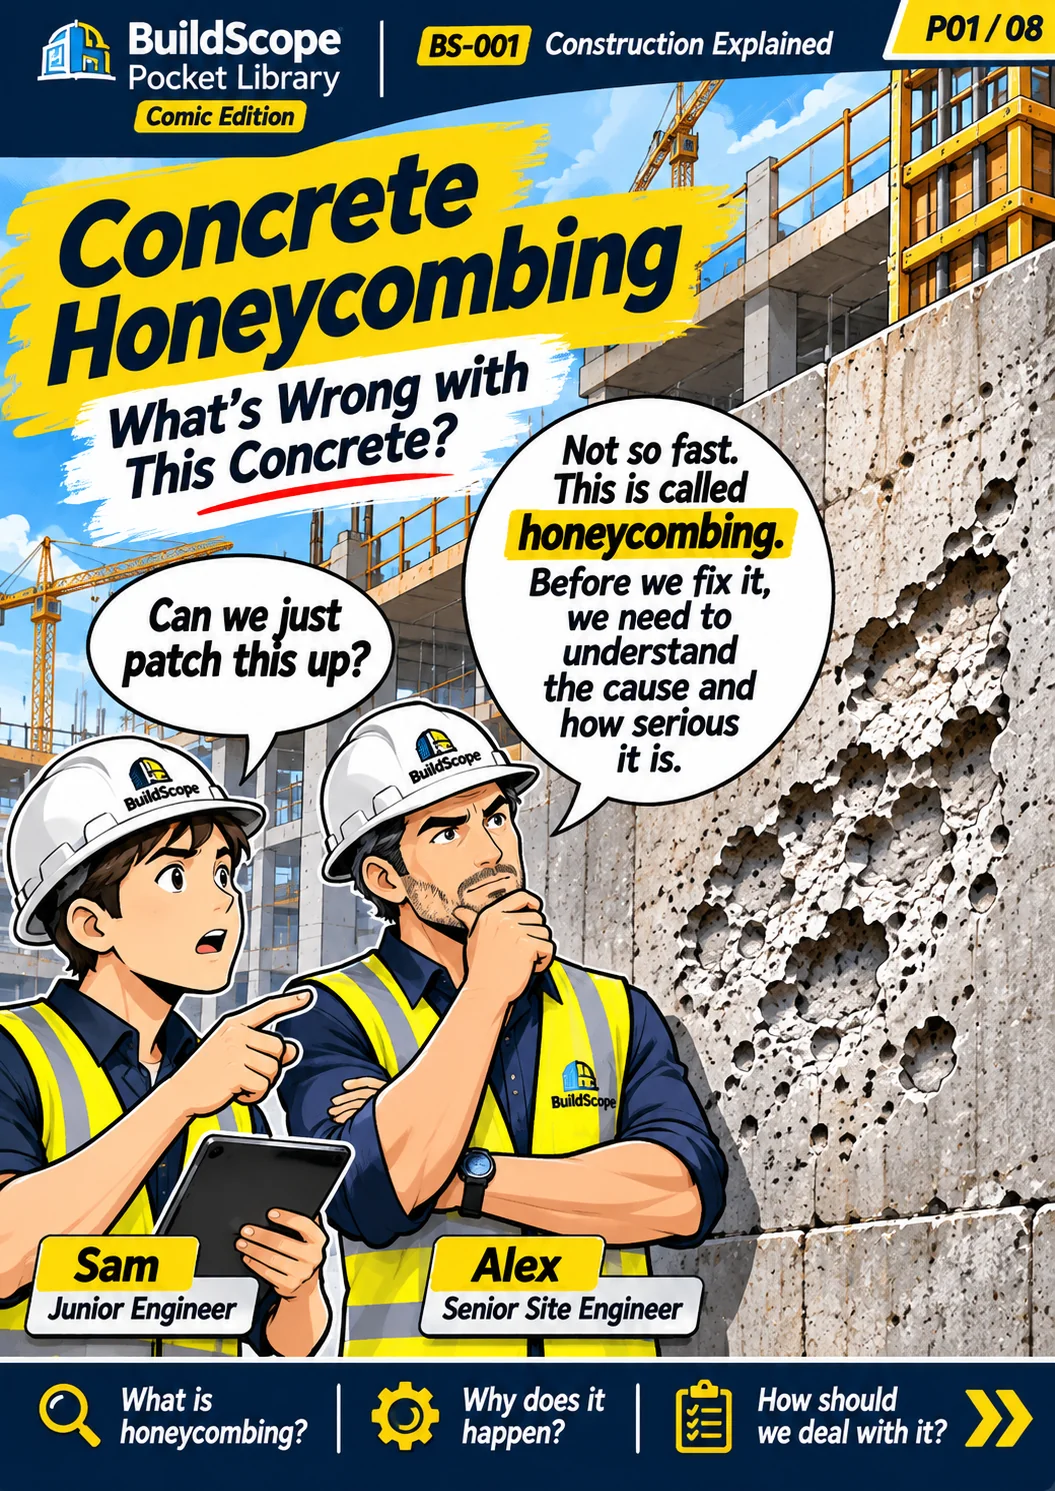 BuildScope
Pocket Library
Comic Edition
BS-001
Construction Explained
P01 / 08
Concrete
Honeycombing
What's Wrong with
This Concrete?
Not so fast.
This is called
honeycombing.
Before we fix it,
we need to
understand
the cause and
how serious
it is.
Can we just
patch this up?
BuildScope
BuildScope
BuildScope
Sam
Junior Engineer
Alex
Senior Site Engineer
What is
honeycombing?
Why does it
happen?
How should
we deal with it?